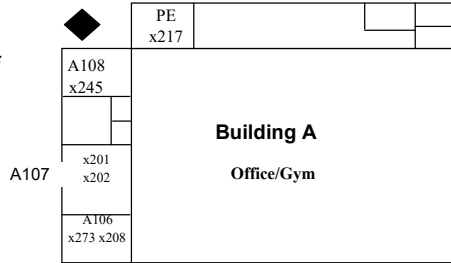 PE
x217
A108
x245
Building A
x201
A107
x202
Office/Gym
A106
x273 x208